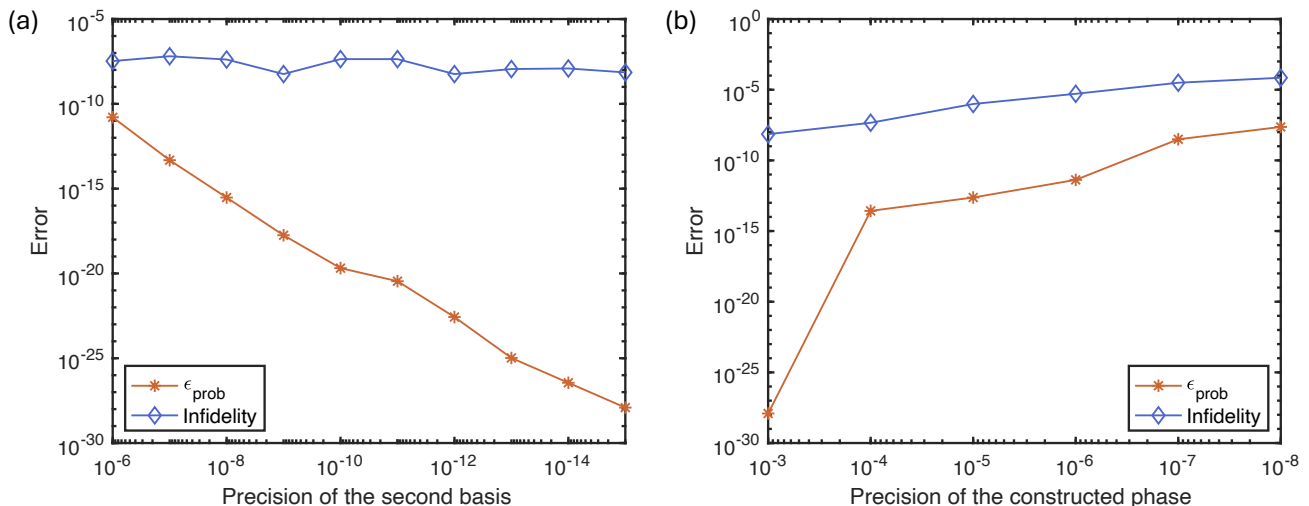 (a)
10^-5
10^-10
10^-15
10^-20
10^-25
10^-30
Error
ϵ_prob
Infidelity
10^-6
10^-8
10^-10
10^-12
10^-14
Precision of the second basis
(b)
10^0
10^-5
10^-10
10^-15
10^-20
10^-25
10^-30
Error
ϵ_prob
Infidelity
10^-3
10^-4
10^-5
10^-6
10^-7
10^-8
Precision of the constructed phase